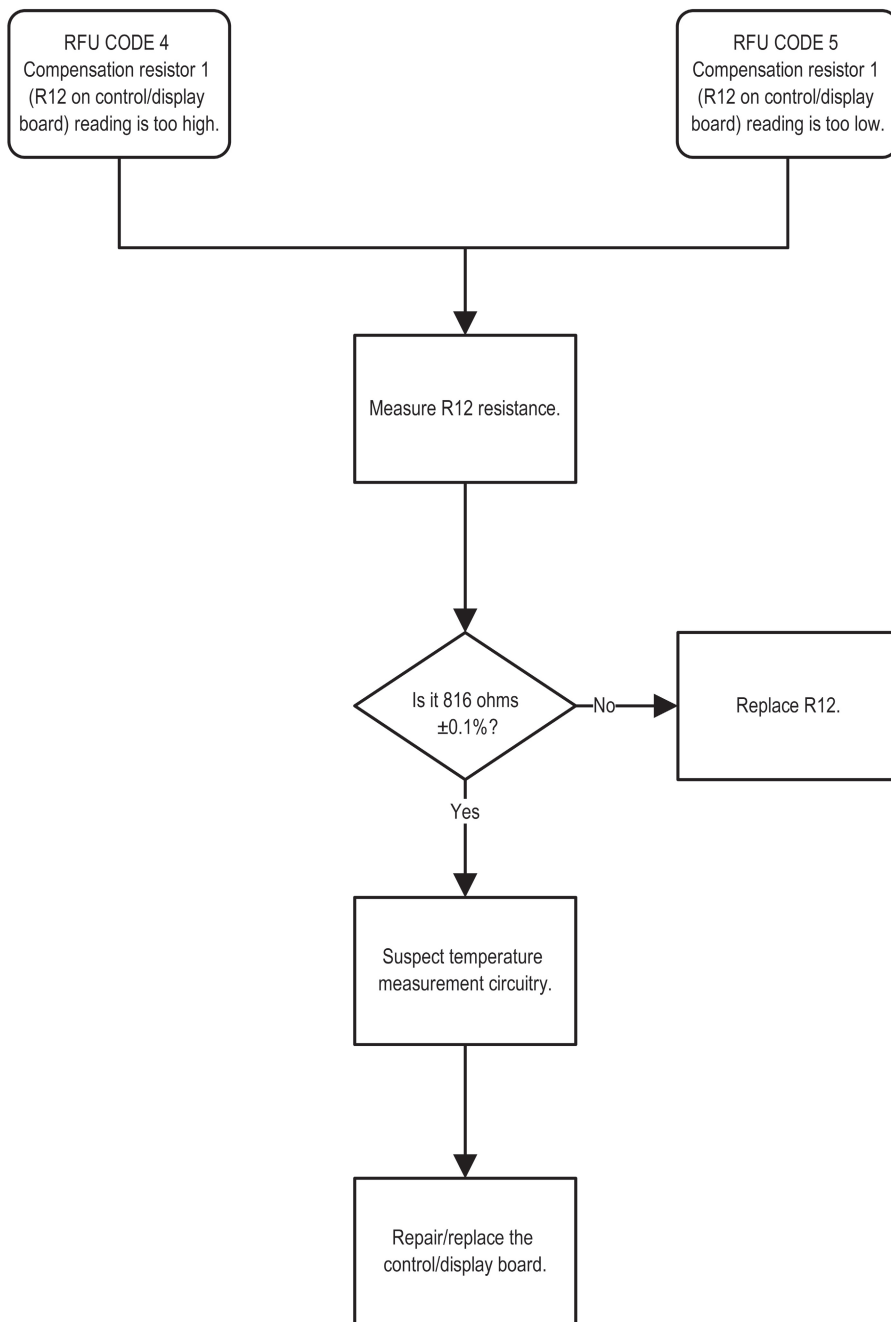 RFU CODE 4
Compensation resistor 1
(R12 on control/display
board) reading is too high.
RFU CODE 5
Compensation resistor 1
(R12 on control/display
board) reading is too low.
Measure R12 resistance.
Is it 816 ohms
±0.1%?
No
Replace R12.
Yes
Suspect temperature
measurement circuitry.
Repair/replace the
control/display board.